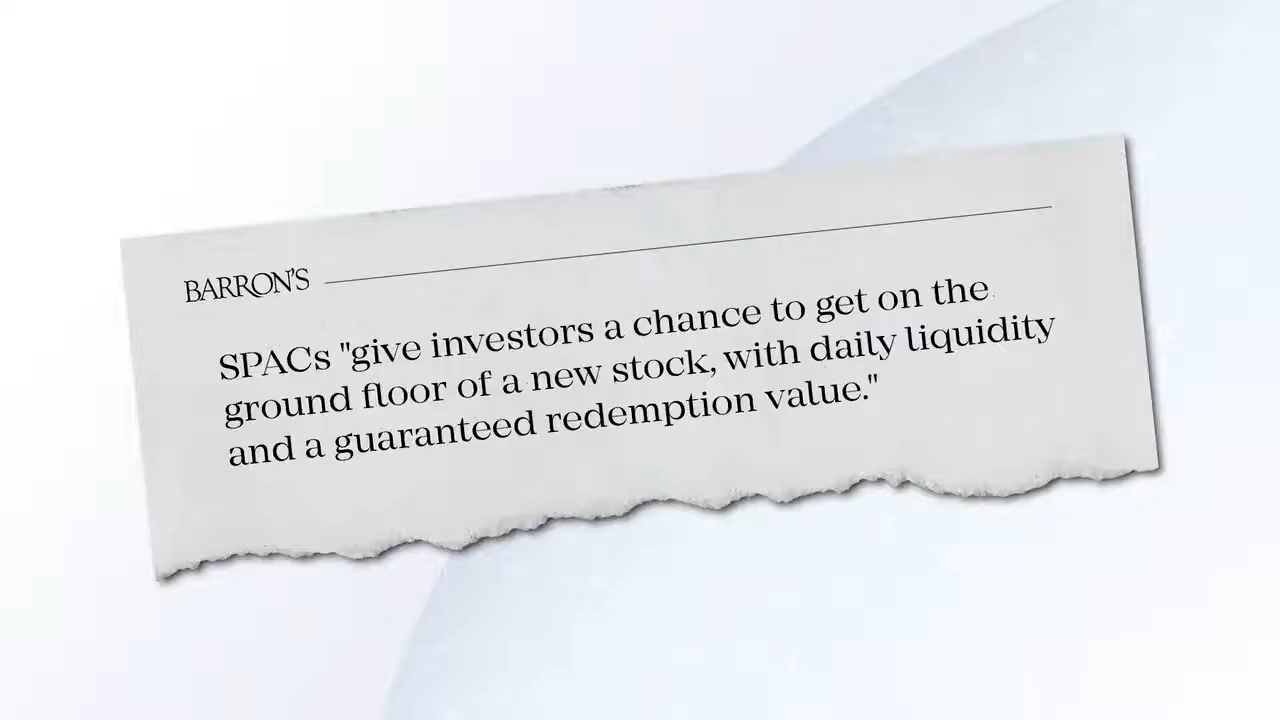 BARRON'S
SPACs "give investors a chance to get on the
ground floor of a new stock, with daily liquidity
and a guaranteed redemption value."